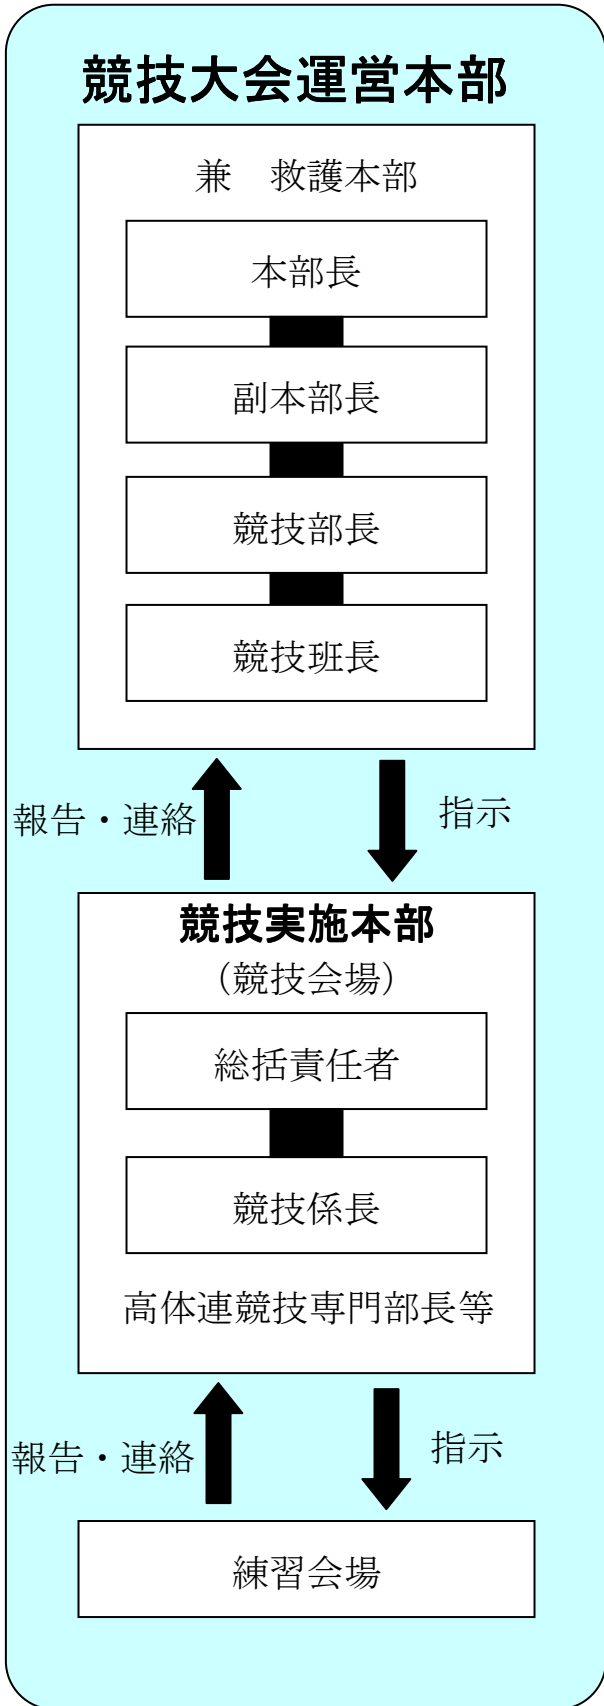 競技大会運営本部
兼　救護本部
本部長
副本部長
競技部長
競技班長
報告・連絡
指示
競技実施本部
（競技会場）
総括責任者
競技係長
高体連競技専門部長等
報告・連絡
指示
練習会場